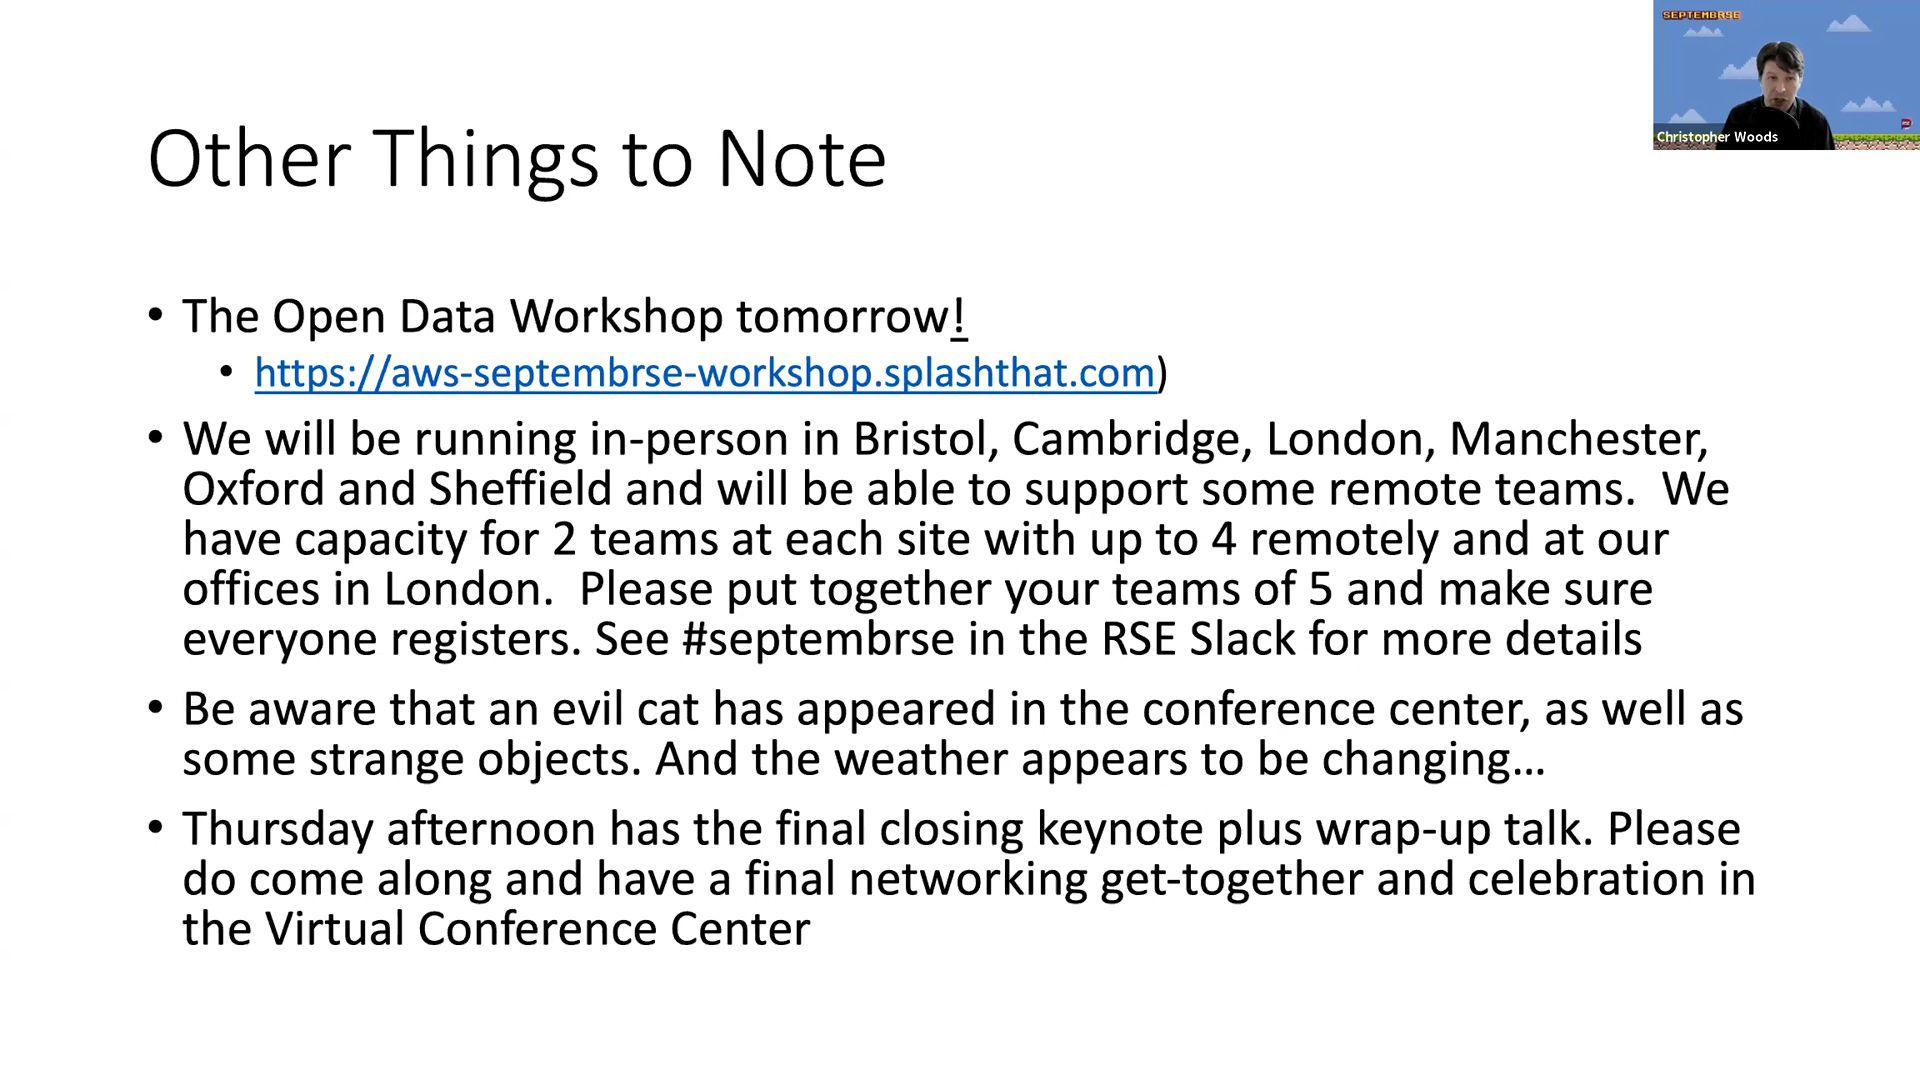 SEPTEMBRSE
Christopher Woods
Other Things to Note
• The Open Data Workshop tomorrow!
• https://aws-septembrse-workshop.splashthat.com)
• We will be running in-person in Bristol, Cambridge, London, Manchester,
Oxford and Sheffield and will be able to support some remote teams.  We
have capacity for 2 teams at each site with up to 4 remotely and at our
offices in London.  Please put together your teams of 5 and make sure
everyone registers. See #septembrse in the RSE Slack for more details
• Be aware that an evil cat has appeared in the conference center, as well as
some strange objects. And the weather appears to be changing…
• Thursday afternoon has the final closing keynote plus wrap-up talk. Please
do come along and have a final networking get-together and celebration in
the Virtual Conference Center